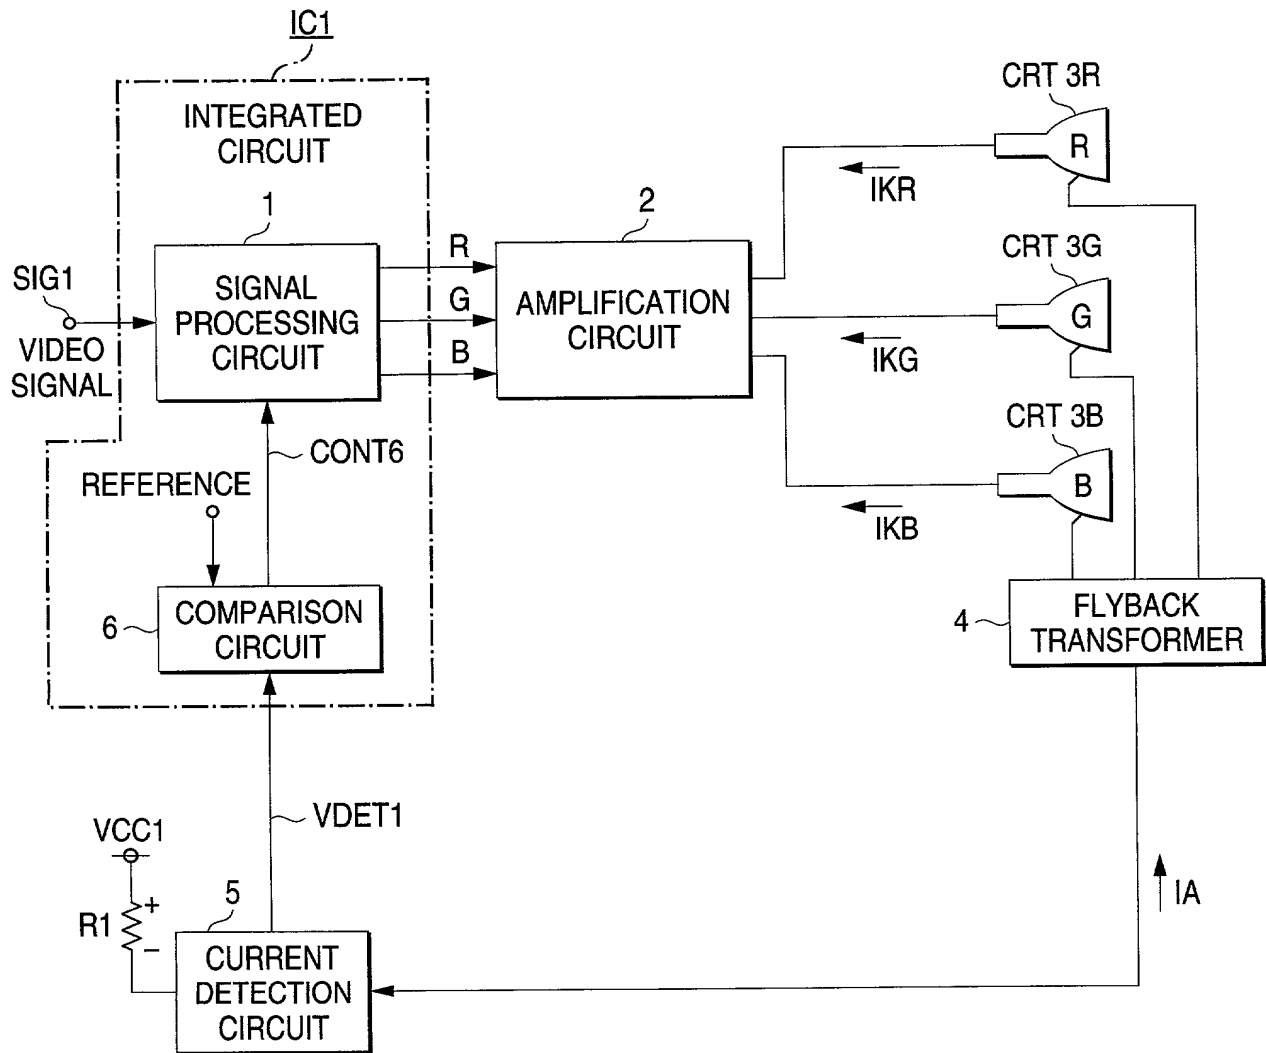 IC1
INTEGRATED
CIRCUIT
1
SIGNAL
PROCESSING
CIRCUIT
SIG1
VIDEO
SIGNAL
R
G
B
2
AMPLIFICATION
CIRCUIT
CRT 3R
R
IKR
CRT 3G
G
IKG
CRT 3B
B
IKB
CONT6
REFERENCE
6
COMPARISON
CIRCUIT
4
FLYBACK
TRANSFORMER
VDET1
VCC1
R1
+
−
5
CURRENT
DETECTION
CIRCUIT
IA